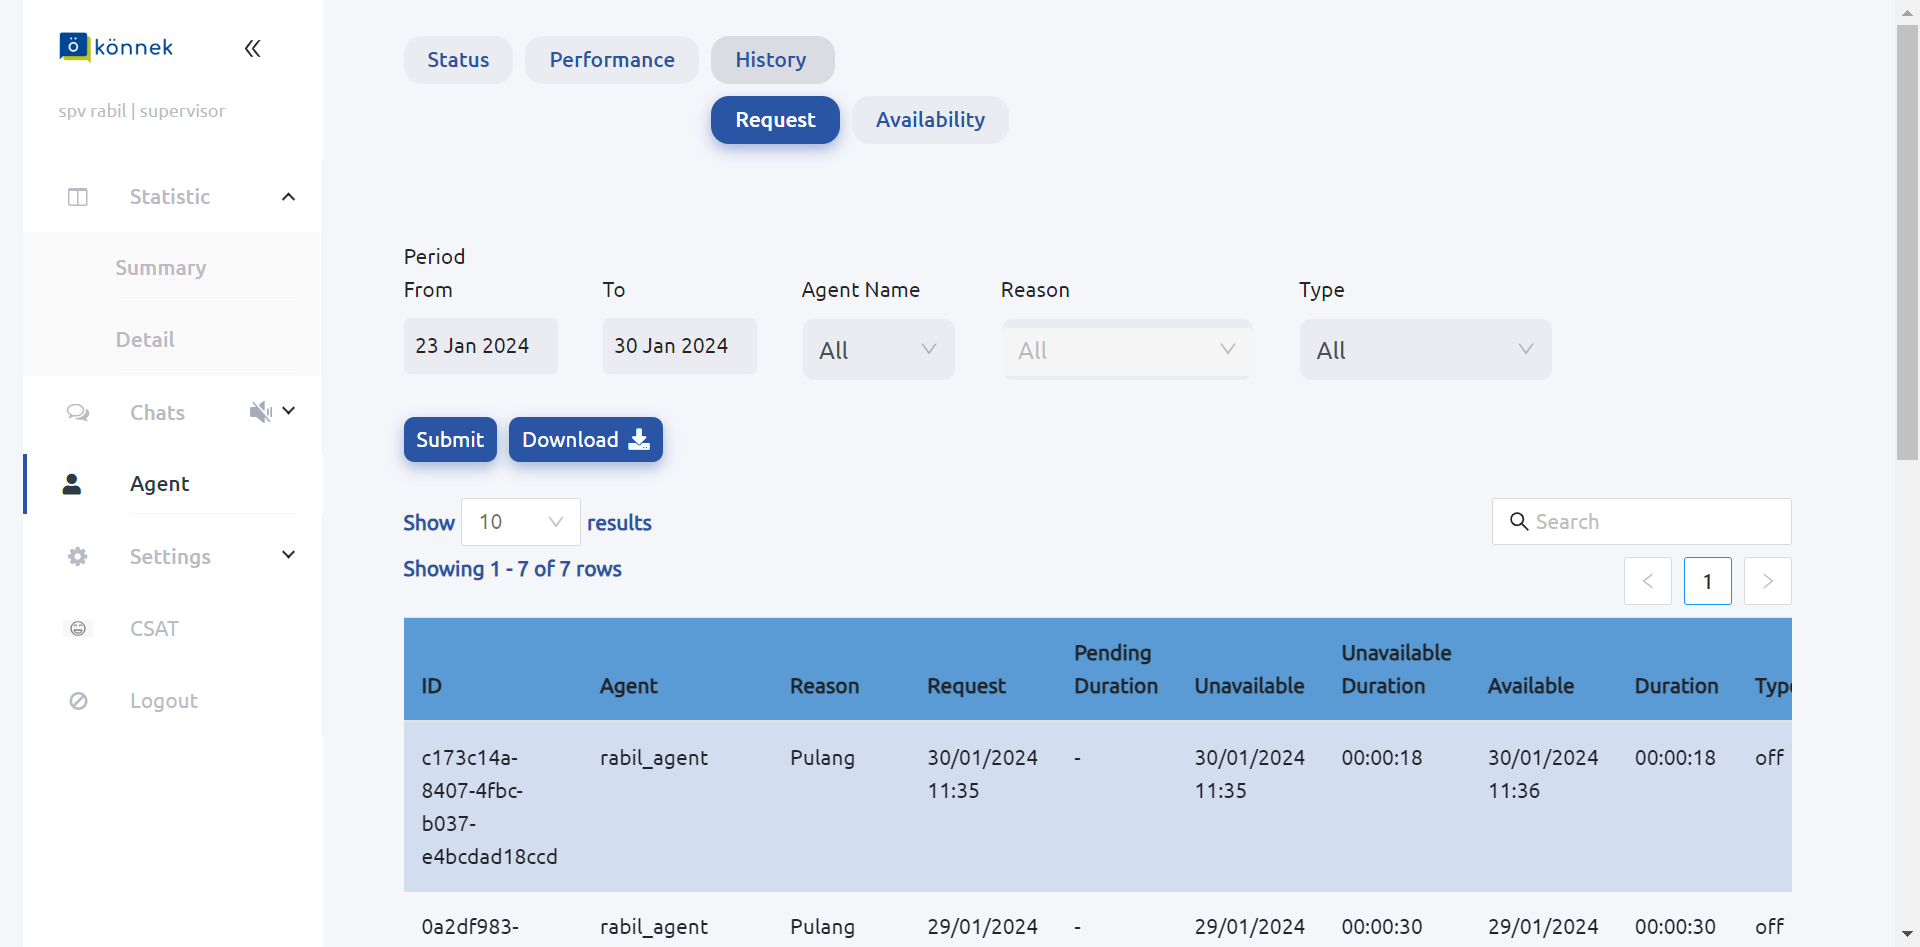 ö könnek
spv rabil | supervisor
Statistic
Summary
Detail
Chats
Agent
Settings
CSAT
Logout
Status Performance History
Request Availability
Period
From To Agent Name Reason Type
23 Jan 2024 30 Jan 2024 All All All
Submit Download
Show 10 results Search
Showing 1 - 7 of 7 rows
< 1 >
Pending Unavailable
ID Agent Reason Request Duration Unavailable Duration Available Duration Type
c173c14a- rabil_agent Pulang 30/01/2024 - 30/01/2024 00:00:18 30/01/2024 00:00:18 off
8407-4fbc- 11:35 11:35 11:36
b037-
e4bcdad18ccd
0a2df983- rabil_agent Pulang 29/01/2024 - 29/01/2024 00:00:30 29/01/2024 00:00:30 off